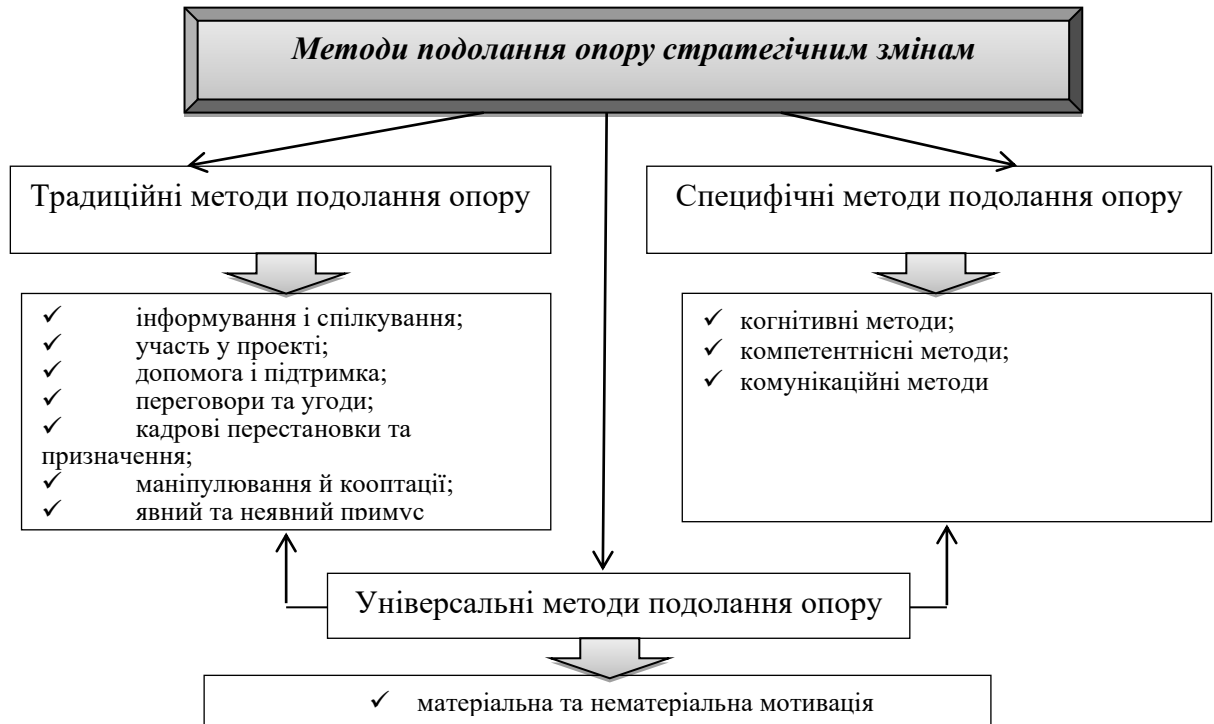 Методи подолання опору стратегічним змінам
Традиційні методи подолання опору
Специфічні методи подолання опору
✓ інформування і спілкування;
✓ участь у проекті;
✓ допомога і підтримка;
✓ переговори та угоди;
✓ кадрові перестановки та
призначення;
✓ маніпулювання й кооптації;
✓ явний та неявний примус
✓ когнітивні методи;
✓ компетентнісні методи;
✓ комунікаційні методи
Універсальні методи подолання опору
✓ матеріальна та нематеріальна мотивація